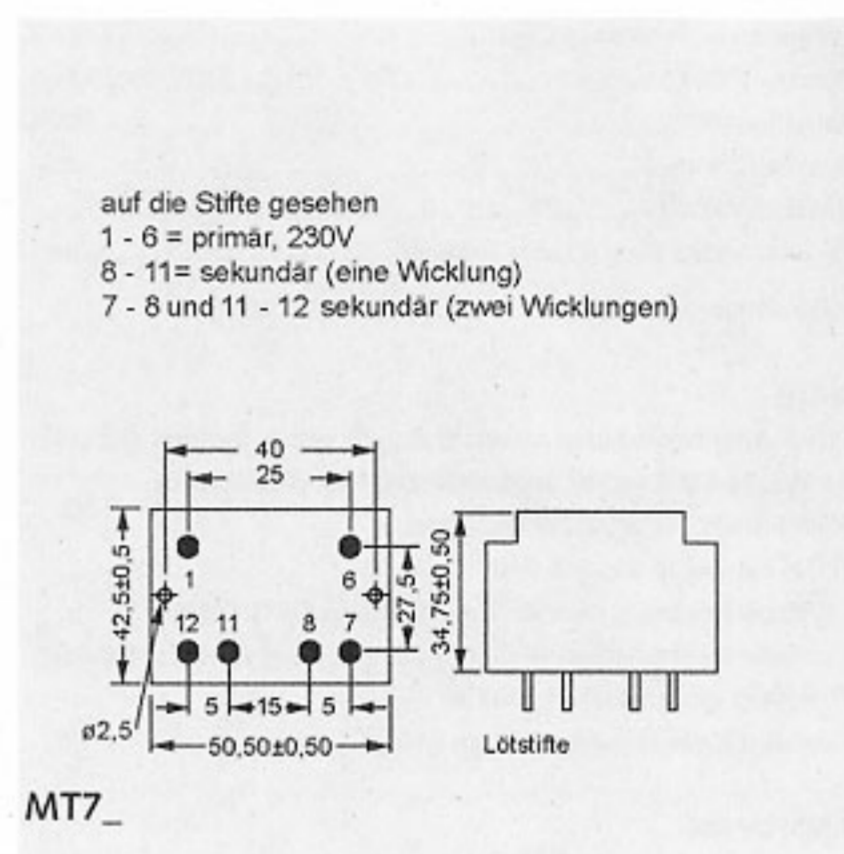 auf die Stifte gesehen
1 - 6 = primär, 230V
8 - 11= sekundär (eine Wicklung)
7 - 8 und 11 - 12 sekundär (zwei Wicklungen)
40
25
42,5±0,5
1
6
27,5
34,75±0,50
12 11 8 7
5 15 5
ø2,5
50,50±0,50
Lötstifte
MT7_